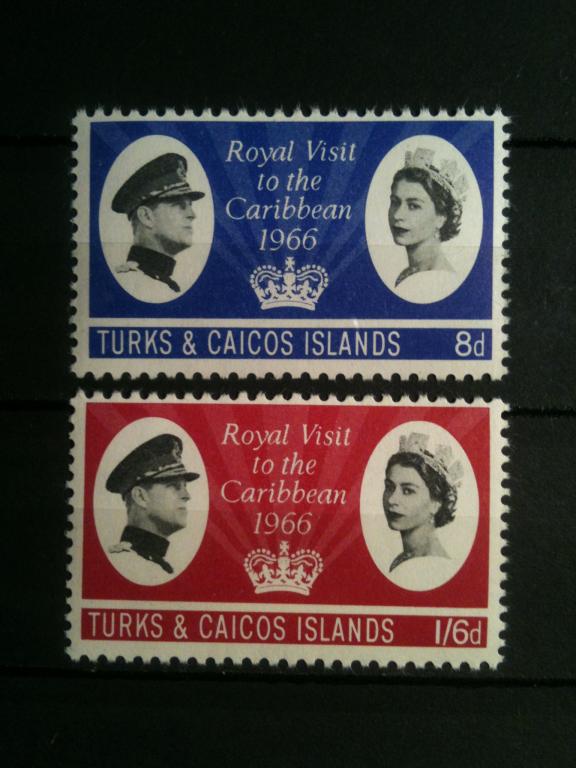 Royal Visit
to the
Caribbean
1966
TURKS & CAICOS ISLANDS 8d
Royal Visit
to the
Caribbean
1966
TURKS & CAICOS ISLANDS 1/6d